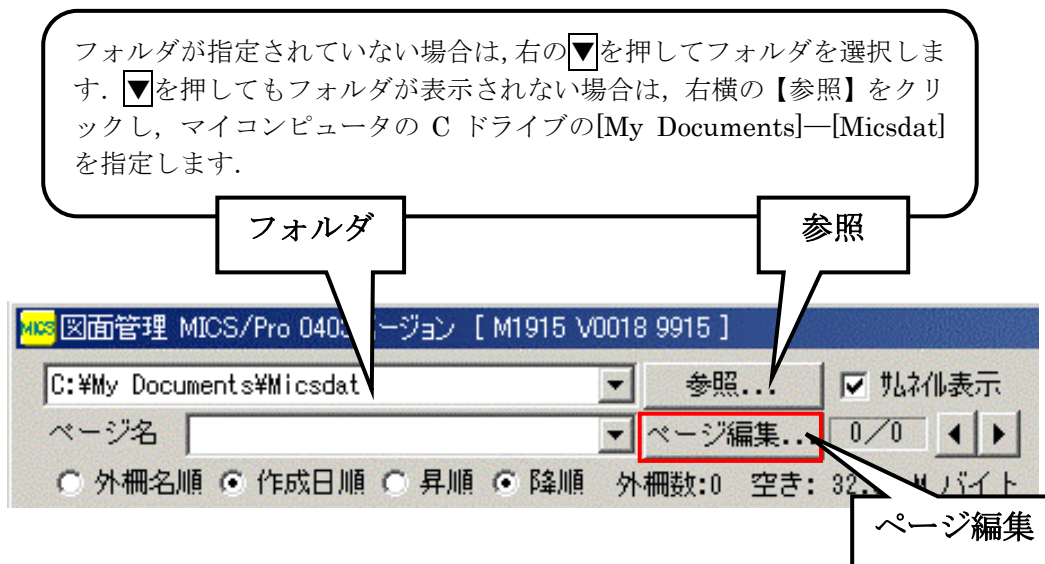 フォルダが指定されていない場合は,右の▼を押してフォルダを選択しま
す.▼を押してもフォルダが表示されない場合は,右横の【参照】をクリ
ックし,マイコンピュータの C ドライブの[My Documents]―[Micsdat]
を指定します.
フォルダ 参照
MICS 図面管理 MICS/Pro 040 ージョン [ M1915 V0018 9915 ]
C:¥My Documents¥Micsdat 参照... サムネイル表示
ページ名 ページ編集... 0/0
外柵名順 作成日順 昇順 降順 外柵数:0 空き: 32. M バイト
ページ編集